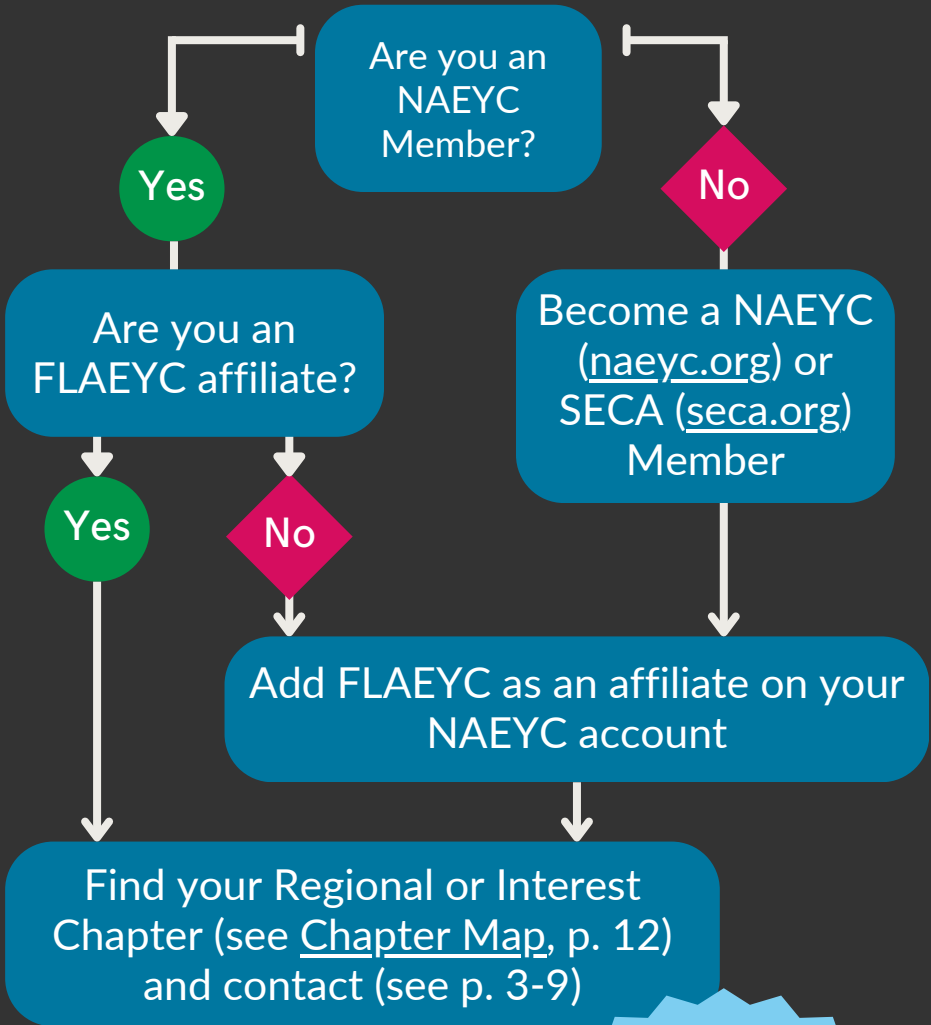 Are you an
NAEYC
Member?
Yes
No
Are you an
FLAEYC affiliate?
Become a NAEYC
(naeyc.org) or
SECA (seca.org)
Member
Yes
No
Add FLAEYC as an affiliate on your
NAEYC account
Find your Regional or Interest
Chapter (see Chapter Map, p. 12)
and contact (see p. 3-9)